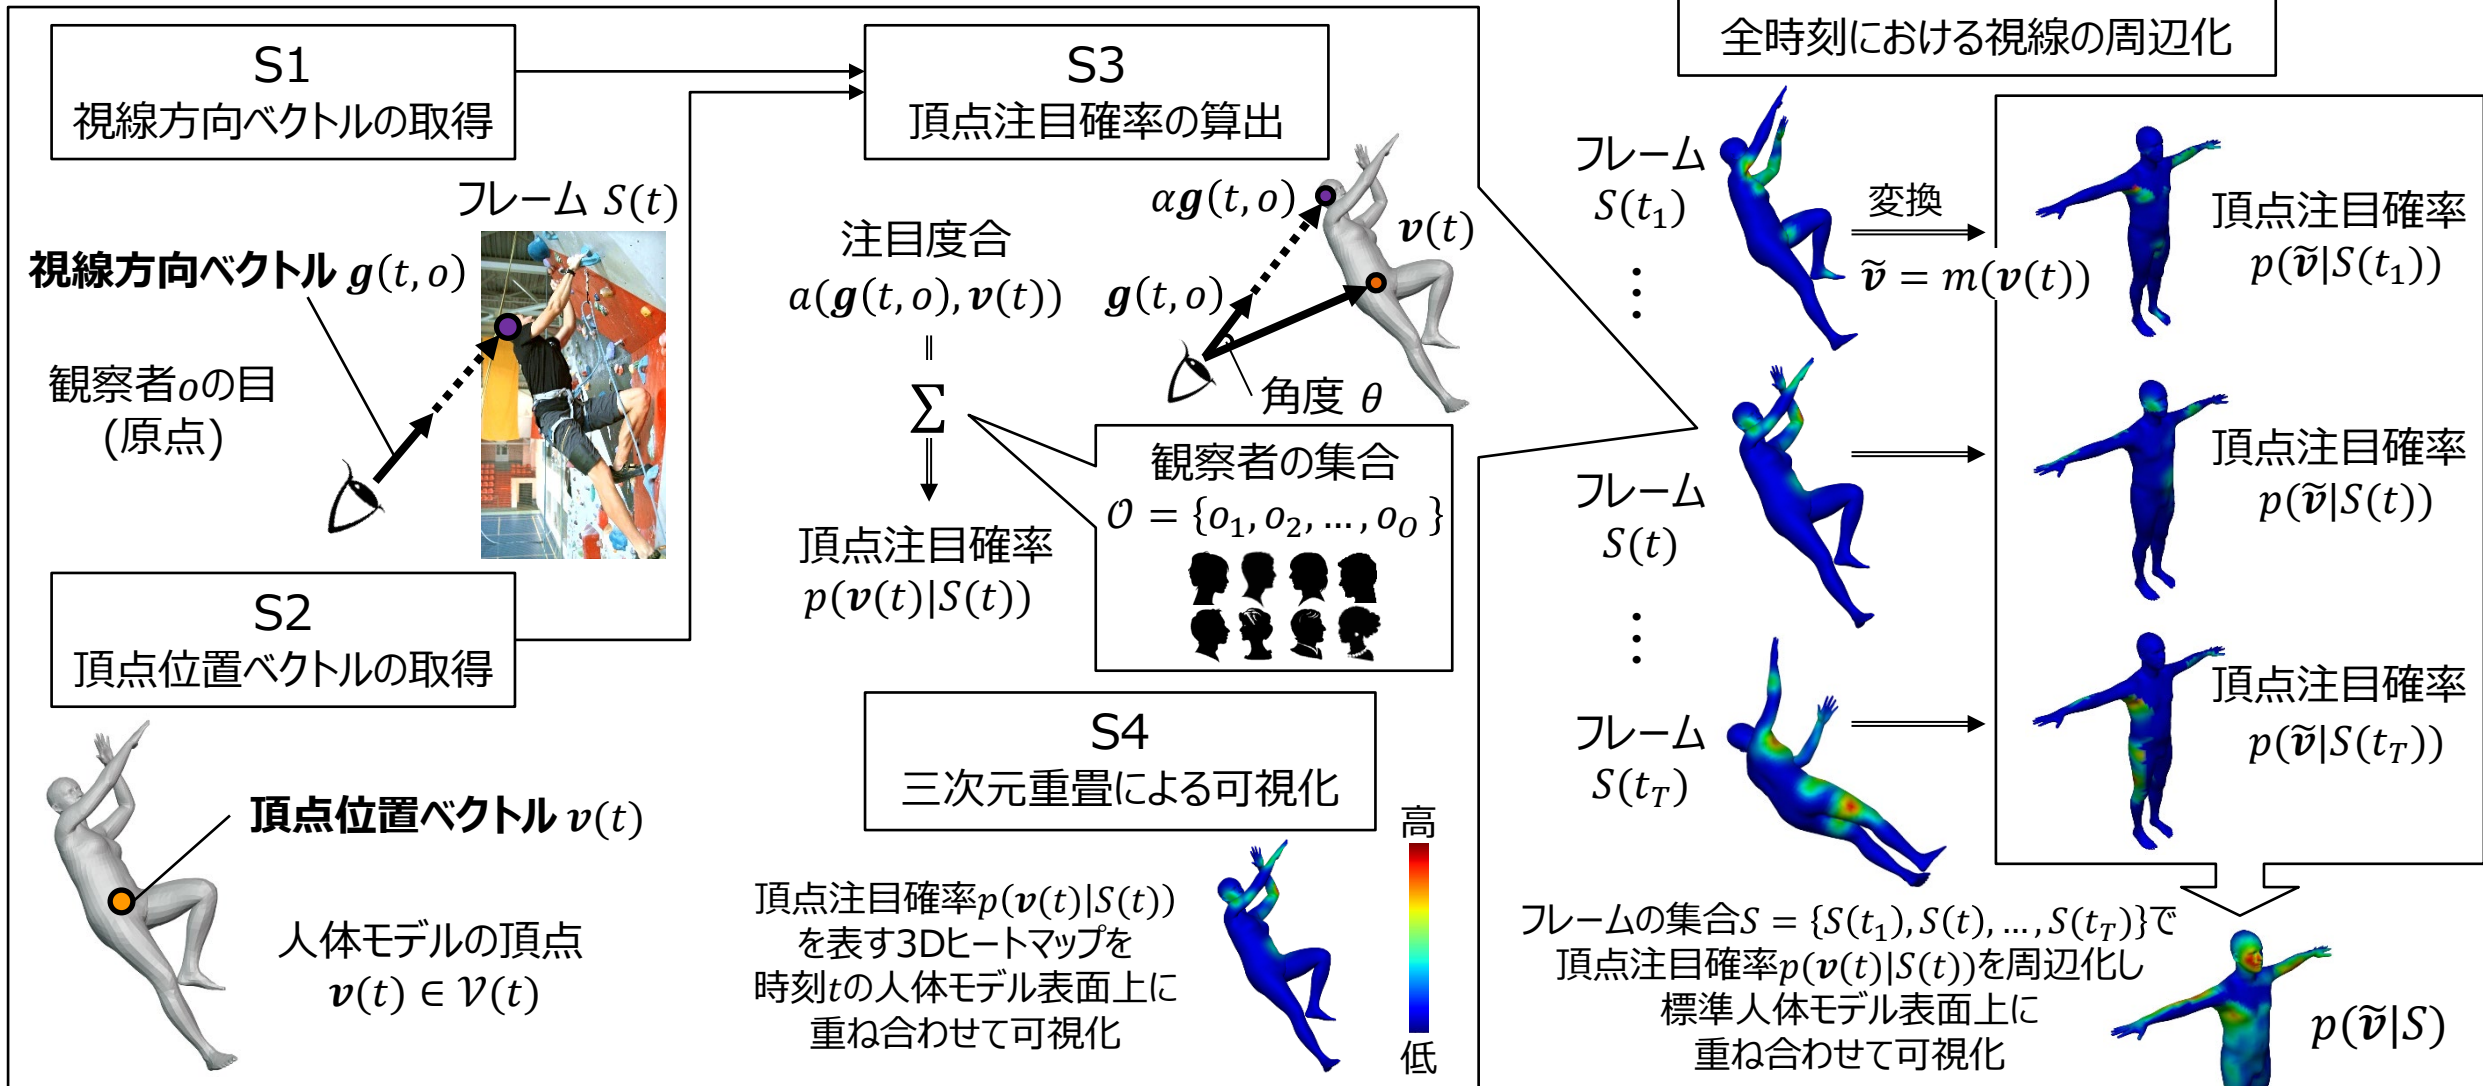 S1
視線方向ベクトルの取得
フレーム S(t)
視線方向ベクトル g(t, o)
観察者oの目
(原点)
S2
頂点位置ベクトルの取得
頂点位置ベクトル v(t)
人体モデルの頂点
v(t) ∈ 𝒱(t)
S3
頂点注目確率の算出
注目度合
a(g(t, o), v(t))
=
∑
頂点注目確率
p(v(t)|S(t))
αg(t, o)
v(t)
g(t, o)
角度 θ
観察者の集合
𝒪 = {o₁, o₂, … , o_O }
S4
三次元重畳による可視化
頂点注目確率p(v(t)|S(t))
を表す3Dヒートマップを
時刻tの人体モデル表面上に
重ね合わせて可視化
高
低
全時刻における視線の周辺化
フレーム
S(t₁)
変換
ṽ = m(v(t))
頂点注目確率
p(ṽ|S(t₁))
⋮
フレーム
S(t)
頂点注目確率
p(ṽ|S(t))
⋮
フレーム
S(t_T)
頂点注目確率
p(ṽ|S(t_T))
フレームの集合S = {S(t₁), S(t), … , S(t_T)}で
頂点注目確率p(v(t)|S(t))を周辺化し
標準人体モデル表面上に
重ね合わせて可視化
p(ṽ|S)